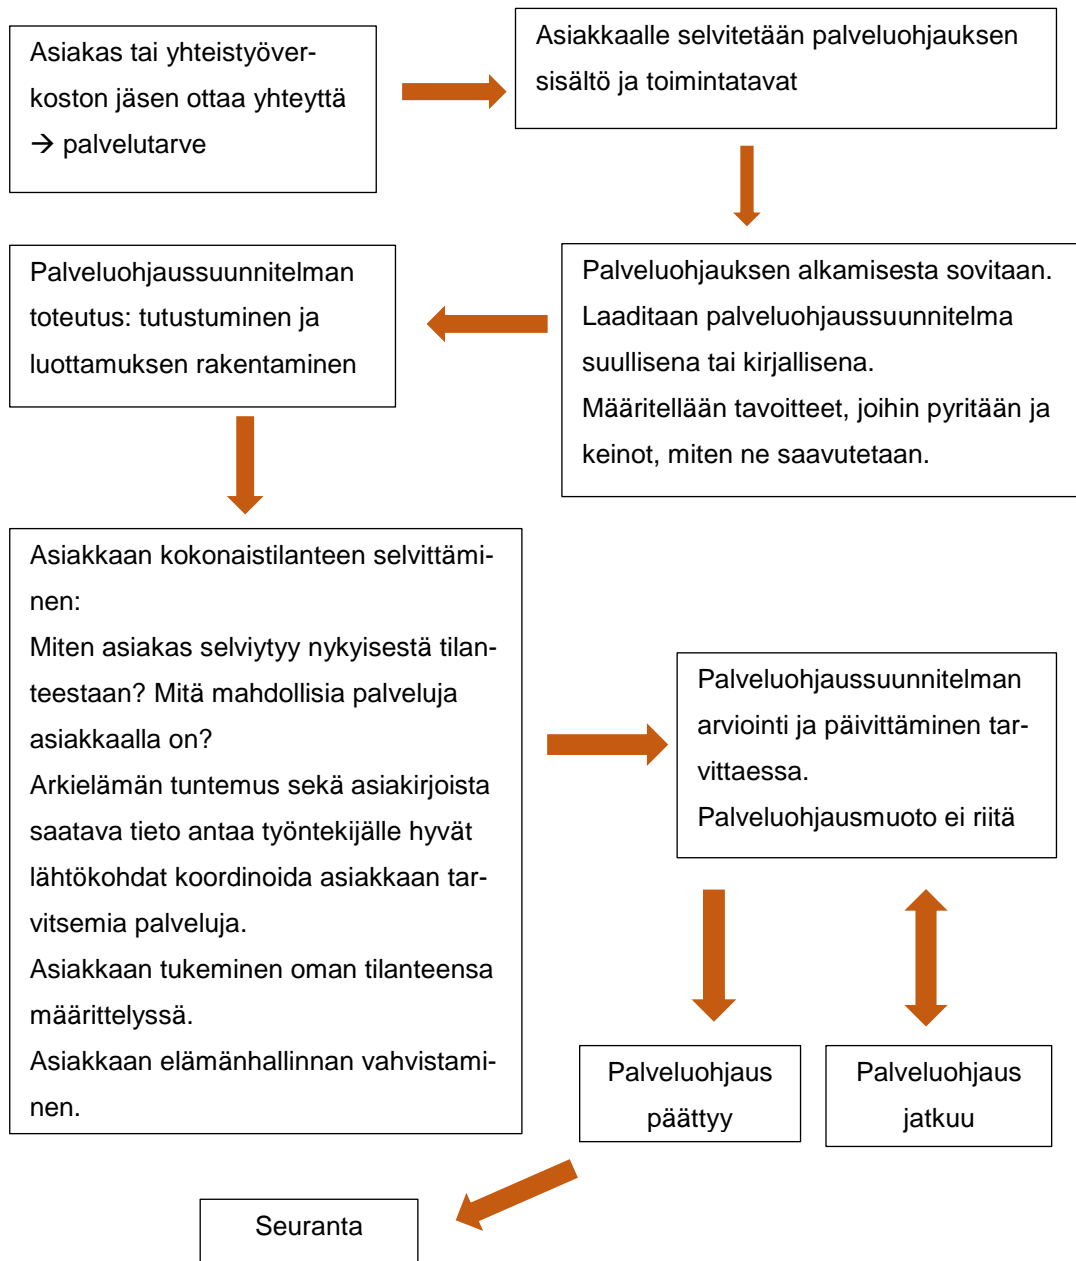 Asiakas tai yhteistyöver-
koston jäsen ottaa yhteyttä
→ palvelutarve
Asiakkaalle selvitetään palveluohjauksen
sisältö ja toimintatavat
Palveluohjauksen alkamisesta sovitaan.
Laaditaan palveluohjaussuunnitelma
suullisena tai kirjallisena.
Määritellään tavoitteet, joihin pyritään ja
keinot, miten ne saavutetaan.
Palveluohjaussuunnitelman
toteutus: tutustuminen ja
luottamuksen rakentaminen
Asiakkaan kokonaistilanteen selvittämi-
nen:
Miten asiakas selviytyy nykyisestä tilan-
teestaan? Mitä mahdollisia palveluja
asiakkaalla on?
Arkielämän tuntemus sekä asiakirjoista
saatava tieto antaa työntekijälle hyvät
lähtökohdat koordinoida asiakkaan tar-
vitsemia palveluja.
Asiakkaan tukeminen oman tilanteensa
määrittelyssä.
Asiakkaan elämänhallinnan vahvistami-
nen.
Palveluohjaussuunnitelman
arviointi ja päivittäminen tar-
vittaessa.
Palveluohjausmuoto ei riitä
Palveluohjaus
päättyy
Palveluohjaus
jatkuu
Seuranta